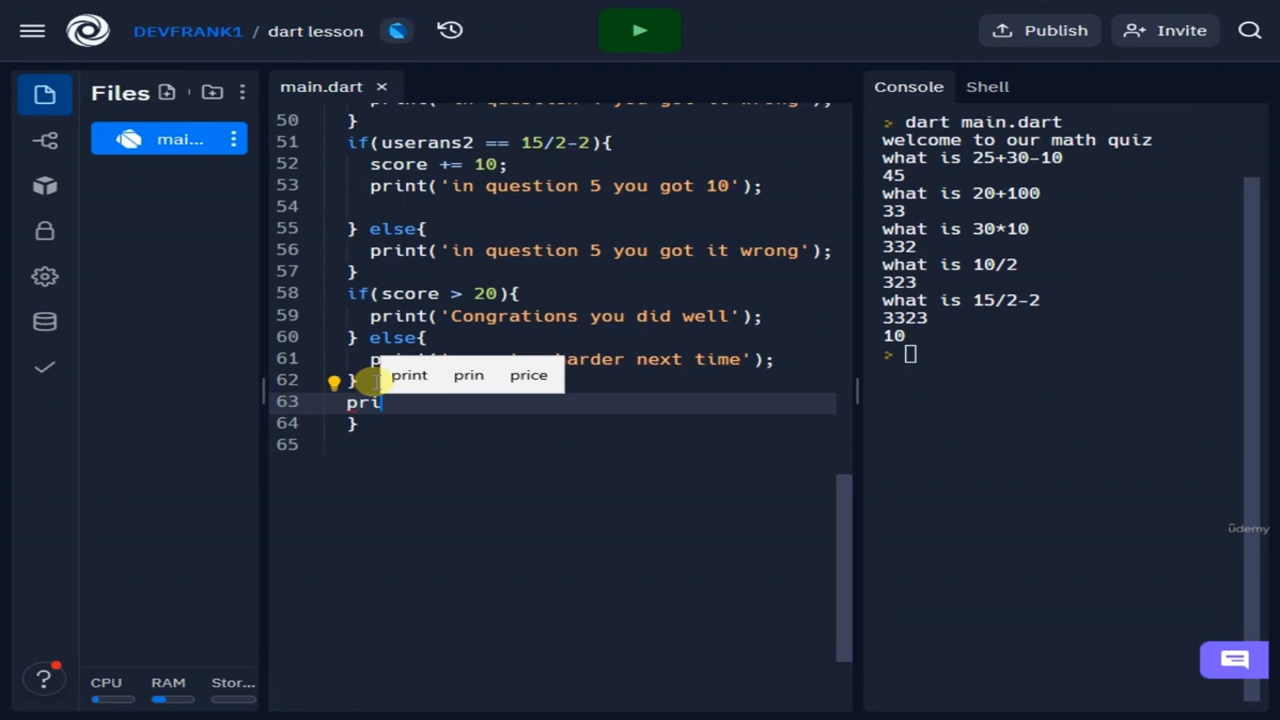 DEVFRANK1 / dart lesson
Publish
Invite
Files
mai...
main.dart ×
50 }
51 if(userans2 == 15/2-2){
52 score += 10;
53 print('in question 5 you got 10');
54
55 } else{
56 print('in question 5 you got it wrong');
57 }
58 if(score > 20){
59 print('Congrations you did well');
60 } else{
61 harder next time');
62 }
print prin price
63 pri
64 }
65
Console Shell
> dart main.dart
welcome to our math quiz
what is 25+30-10
45
what is 20+100
33
what is 30*10
332
what is 10/2
323
what is 15/2-2
3323
10
>
ûdemy
?
CPU RAM Stor...